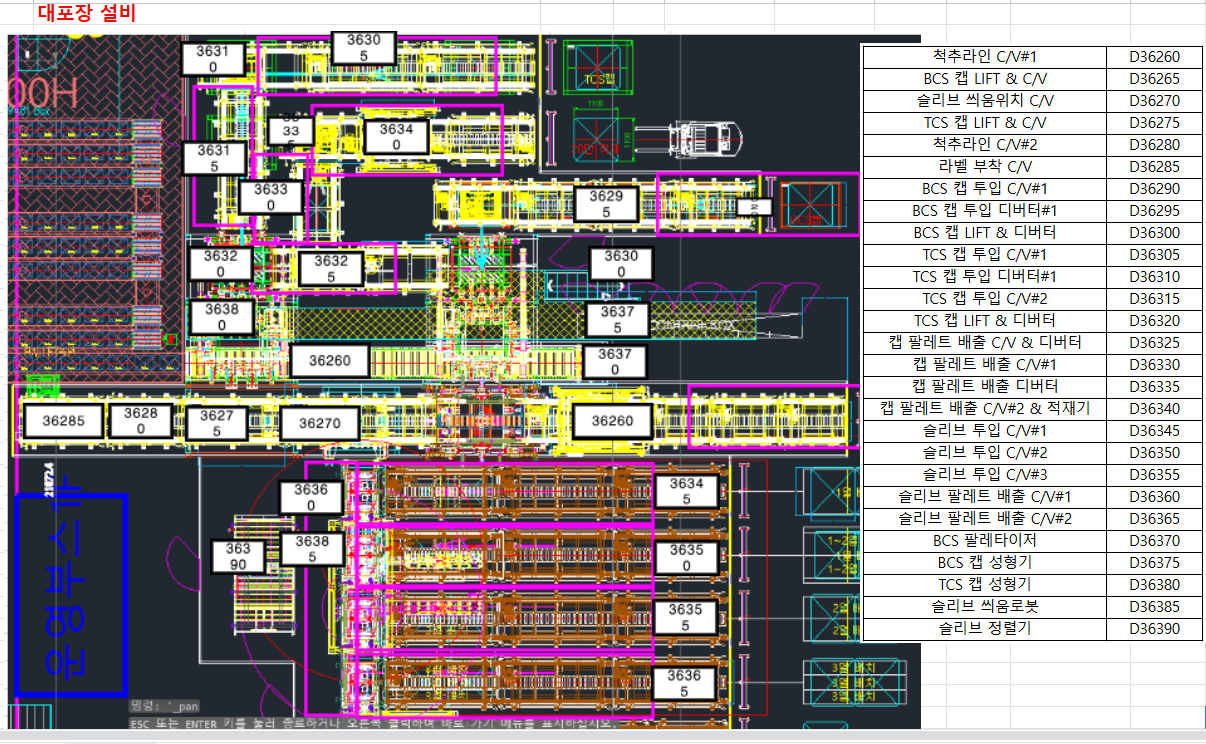 대포장 설비
3631
0
3630
5
TCS캡
1100
1100
33
3634
0
3631
5
3633
0
3629
5
3632
0
3632
5
3630
0
3638
0
3637
5
36260
3637
0
36285
3628
0
3627
5
36270
36260
3636
0
3634
5
363
90
3638
5
3635
0
3635
5
3636
5
운영부스
명령: '_pan
ESC 또는 ENTER 키를 눌러 종료하거나 오른쪽 클릭하여 바로 가기 메뉴를 표시하십시오.
척추라인 C/V#1 D36260
BCS 캡 LIFT & C/V D36265
슬리브 씌움위치 C/V D36270
TCS 캡 LIFT & C/V D36275
척추라인 C/V#2 D36280
라벨 부착 C/V D36285
BCS 캡 투입 C/V#1 D36290
BCS 캡 투입 디버터#1 D36295
BCS 캡 LIFT & 디버터 D36300
TCS 캡 투입 C/V#1 D36305
TCS 캡 투입 디버터#1 D36310
TCS 캡 투입 C/V#2 D36315
TCS 캡 LIFT & 디버터 D36320
캡 팔레트 배출 C/V & 디버터 D36325
캡 팔레트 배출 C/V#1 D36330
캡 팔레트 배출 디버터 D36335
캡 팔레트 배출 C/V#2 & 적재기 D36340
슬리브 투입 C/V#1 D36345
슬리브 투입 C/V#2 D36350
슬리브 투입 C/V#3 D36355
슬리브 팔레트 배출 C/V#1 D36360
슬리브 팔레트 배출 C/V#2 D36365
BCS 팔레타이저 D36370
BCS 캡 성형기 D36375
TCS 캡 성형기 D36380
슬리브 씌움로봇 D36385
슬리브 정렬기 D36390